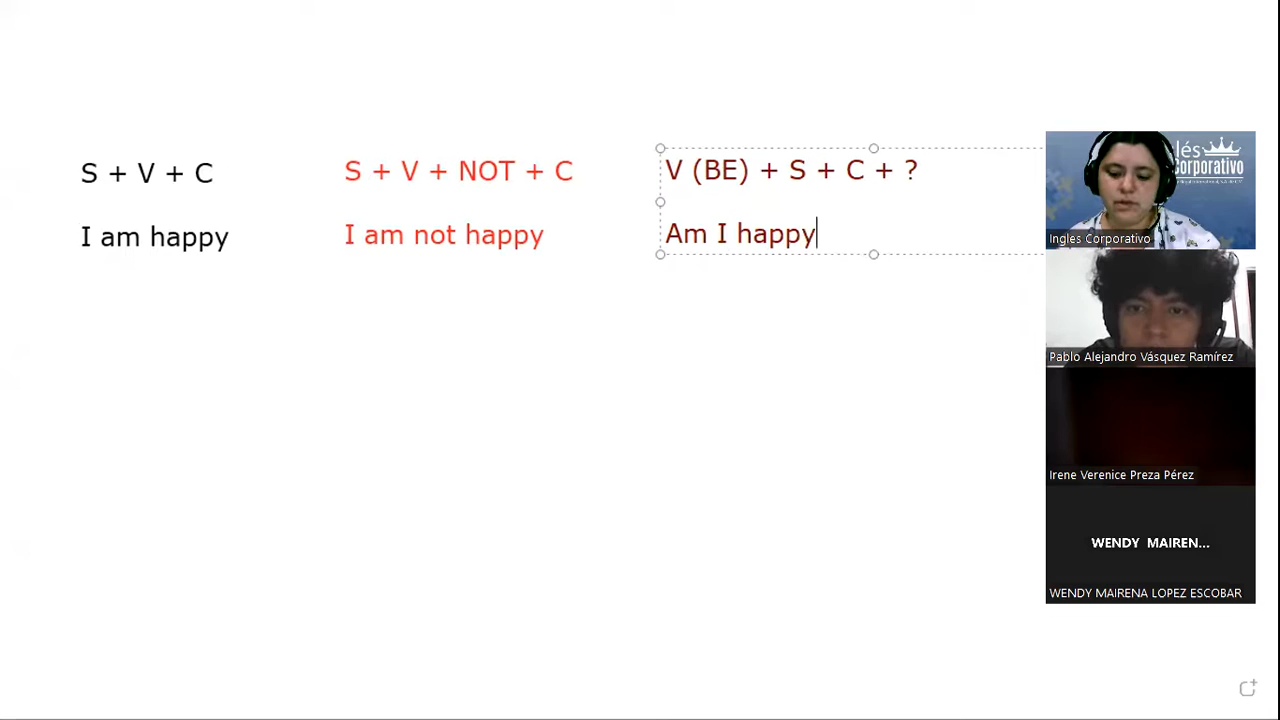 S + V + C
I am happy
S + V + NOT + C
I am not happy
V (BE) + S + C + ?
Am I happy
lés
Corporativo
Ingles Corporativo
Pablo Alejandro Vásquez Ramírez
Irene Verenice Preza Pérez
WENDY MAIREN...
WENDY MAIRENA LOPEZ ESCOBAR